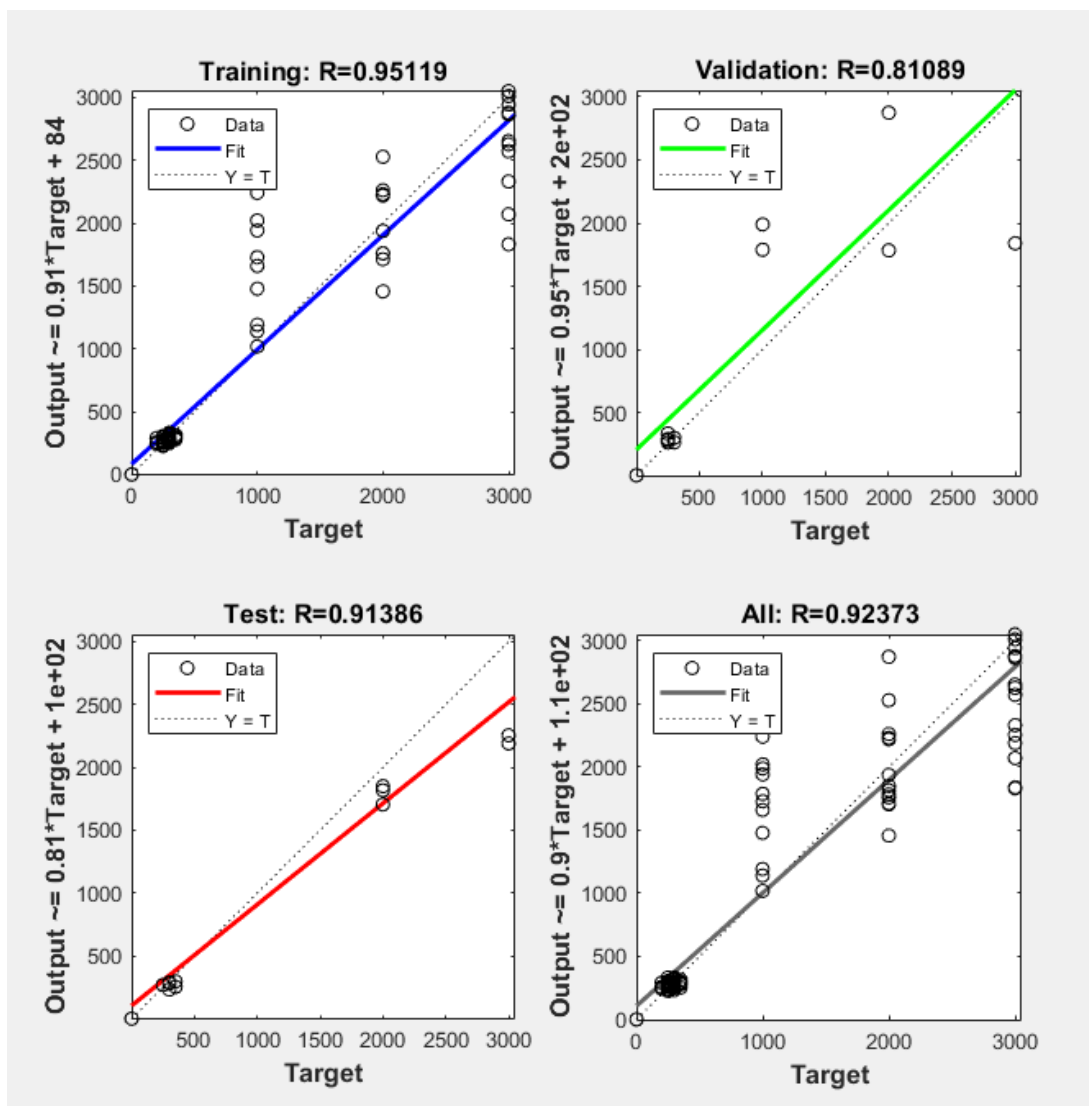 Training: R=0.95119
Output ~= 0.91*Target + 84
3000
2500
2000
1500
1000
500
0
Data
Fit
Y = T
0 1000 2000 3000
Target
Validation: R=0.81089
Output ~= 0.95*Target + 2e+02
3000
2500
2000
1500
1000
500
Data
Fit
Y = T
500 1000 1500 2000 2500 3000
Target
Test: R=0.91386
Output ~= 0.81*Target + 1e+02
3000
2500
2000
1500
1000
500
Data
Fit
Y = T
500 1000 1500 2000 2500 3000
Target
All: R=0.92373
Output ~= 0.9*Target + 1.1e+02
3000
2500
2000
1500
1000
500
0
Data
Fit
Y = T
0 1000 2000 3000
Target